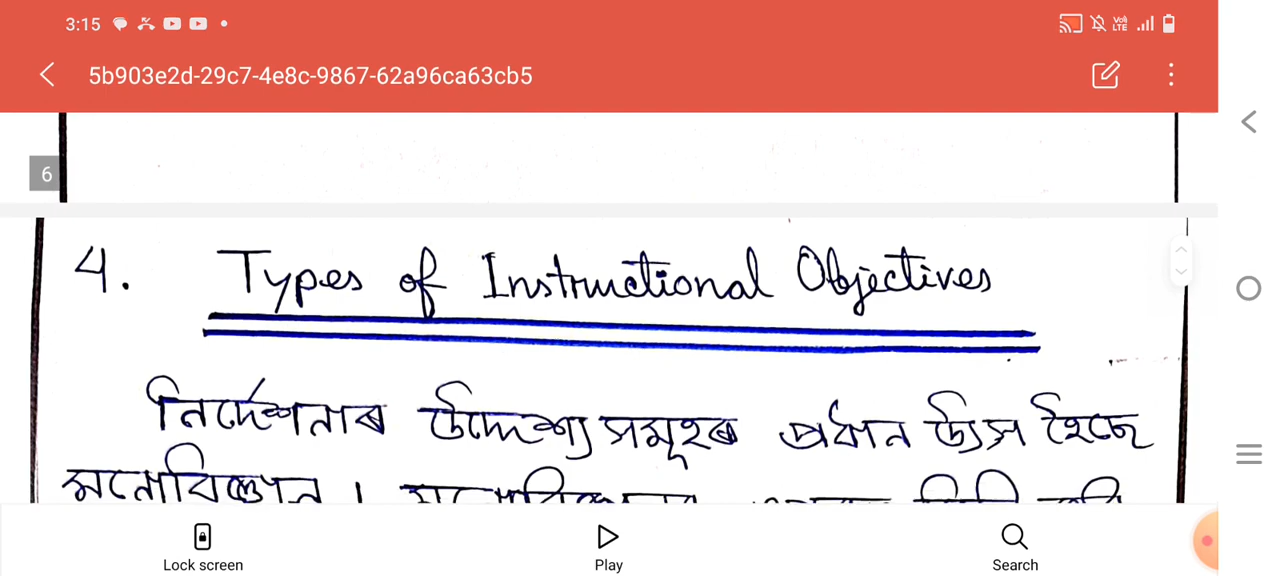 3:15
5b903e2d-29c7-4e8c-9867-62a96ca63cb5
6
4. Types of Instructional Objectives
নিৰ্দেশনাৰ উদ্দেশ্য সমূহৰ প্ৰধান উৎস হৈছে
মনোবিজ্ঞান ।
Lock screen Play Search